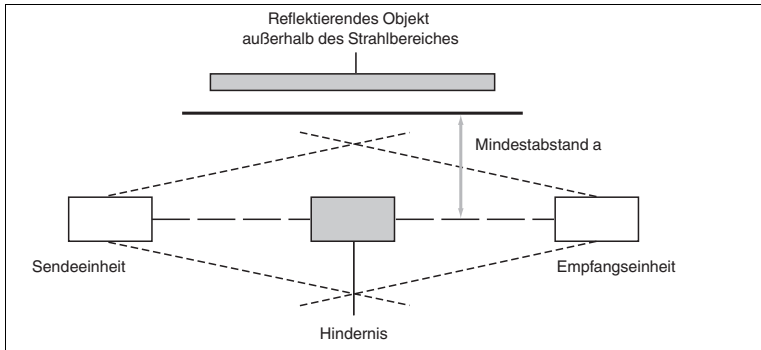 Reflektierendes Objekt
außerhalb des Strahlbereiches
Mindestabstand a
Sendeeinheit
Empfangseinheit
Hindernis